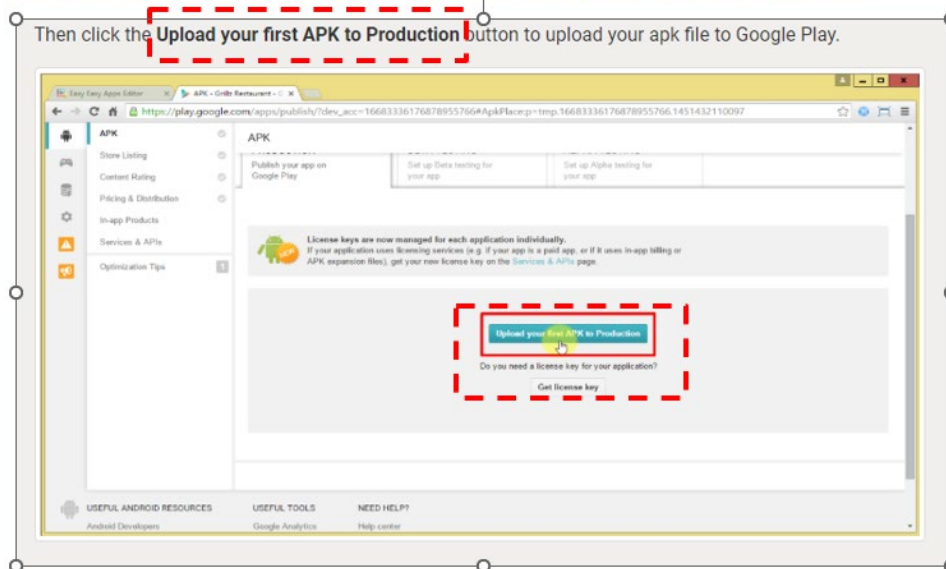 Then click the Upload your first APK to Production button to upload your apk file to Google Play.
Easy Easy Apps Editor
APK - Grillz Restaurant - G
https://play.google.com/apps/publish/?dev_acc=16683336176878955766#ApkPlace:p=tmp.16683336176878955766.1451432110097
APK
Store Listing
Content Rating
Pricing & Distribution
In-app Products
Services & APIs
Optimization Tips
1
APK
Publish your app on
Google Play
Set up Beta testing for
your app
Set up Alpha testing for
your app
License keys are now managed for each application individually.
If your application uses licensing services (e.g. if your app is a paid app, or if it uses in-app billing or
APK expansion files), get your new license key on the Services & APIs page.
Upload your first APK to Production
Do you need a license key for your application?
Get license key
USEFUL ANDROID RESOURCES
Android Developers
USEFUL TOOLS
Google Analytics
NEED HELP?
Help center